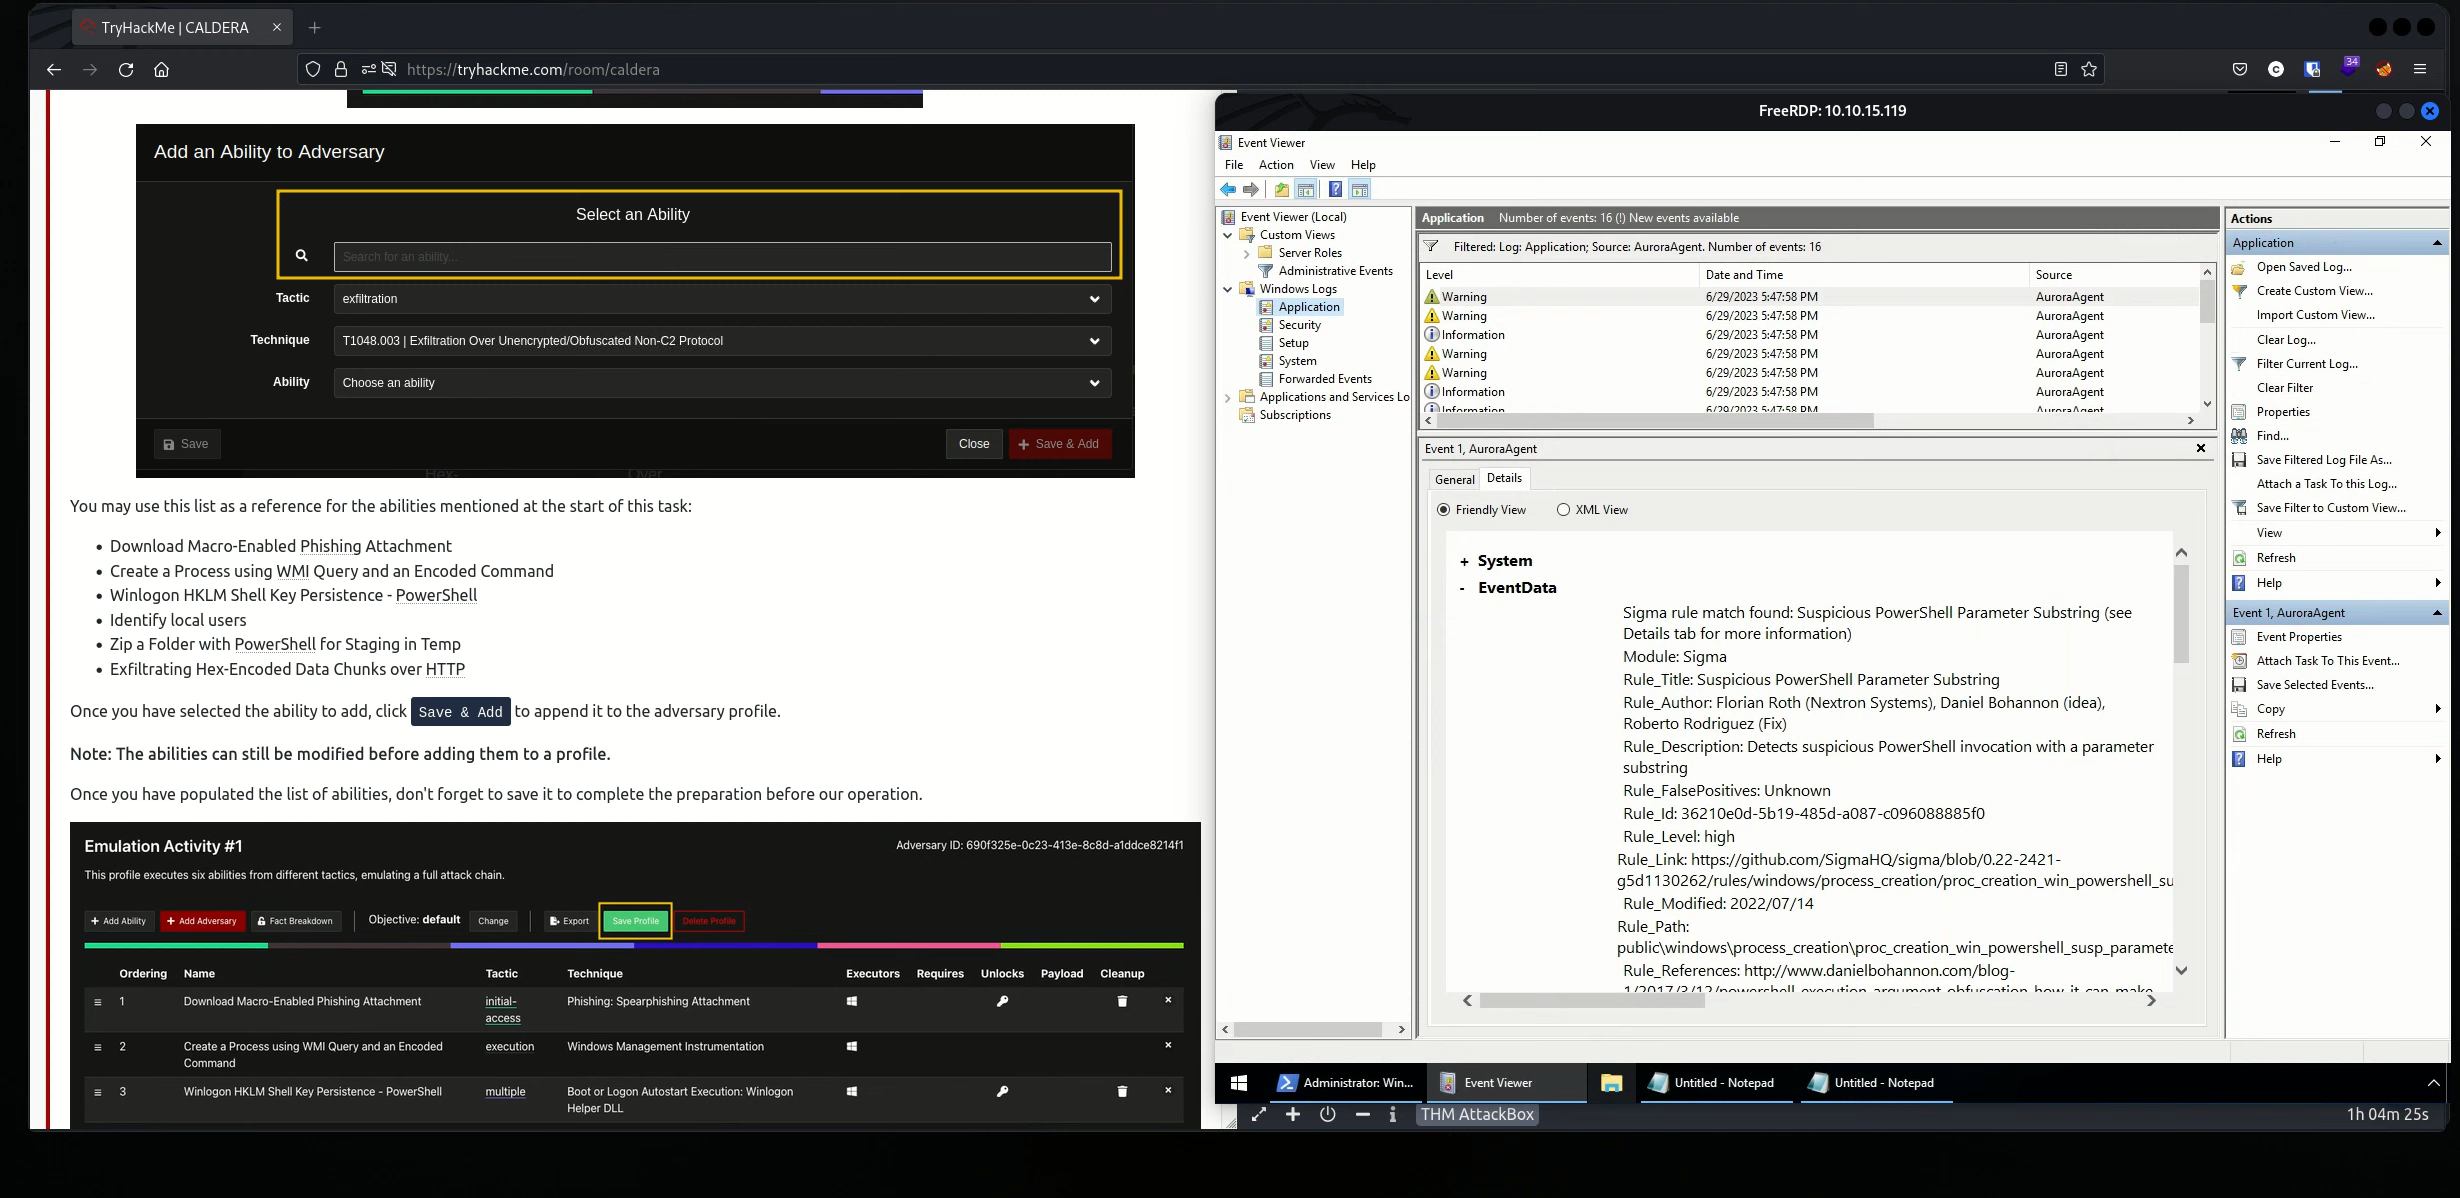 TryHackMe | CALDERA
https://tryhackme.com/room/caldera
34
Add an Ability to Adversary
Select an Ability
Search for an ability...
Tactic
exfiltration
Technique
T1048.003 | Exfiltration Over Unencrypted/Obfuscated Non-C2 Protocol
Ability
Choose an ability
Save
Close
Save & Add
You may use this list as a reference for the abilities mentioned at the start of this task:
• Download Macro-Enabled Phishing Attachment
• Create a Process using WMI Query and an Encoded Command
• Winlogon HKLM Shell Key Persistence - PowerShell
• Identify local users
• Zip a Folder with PowerShell for Staging in Temp
• Exfiltrating Hex-Encoded Data Chunks over HTTP
Once you have selected the ability to add, click Save & Add to append it to the adversary profile.
Note: The abilities can still be modified before adding them to a profile.
Once you have populated the list of abilities, don't forget to save it to complete the preparation before our operation.
Emulation Activity #1
Adversary ID: 690f325e-0c23-413e-8c8d-a1ddce8214f1
This profile executes six abilities from different tactics, emulating a full attack chain.
+ Add Ability + Add Adversary Fact Breakdown Objective: default Change Export Save Profile Delete Profile
Ordering Name Tactic Technique Executors Requires Unlocks Payload Cleanup
1 Download Macro-Enabled Phishing Attachment initial-access Phishing: Spearphishing Attachment
2 Create a Process using WMI Query and an Encoded Command execution Windows Management Instrumentation
3 Winlogon HKLM Shell Key Persistence - PowerShell multiple Boot or Logon Autostart Execution: Winlogon Helper DLL
FreeRDP: 10.10.15.119
Event Viewer
File Action View Help
Event Viewer (Local)
Custom Views
Server Roles
Administrative Events
Windows Logs
Application
Security
Setup
System
Forwarded Events
Applications and Services Lo
Subscriptions
Application Number of events: 16 (!) New events available
Filtered: Log: Application; Source: AuroraAgent. Number of events: 16
Level Date and Time Source
Warning 6/29/2023 5:47:58 PM AuroraAgent
Warning 6/29/2023 5:47:58 PM AuroraAgent
Information 6/29/2023 5:47:58 PM AuroraAgent
Warning 6/29/2023 5:47:58 PM AuroraAgent
Warning 6/29/2023 5:47:58 PM AuroraAgent
Information 6/29/2023 5:47:58 PM AuroraAgent
Information 6/29/2023 5:47:58 PM AuroraAgent
Event 1, AuroraAgent
General Details
Friendly View XML View
+ System
- EventData
Sigma rule match found: Suspicious PowerShell Parameter Substring (see
Details tab for more information)
Module: Sigma
Rule_Title: Suspicious PowerShell Parameter Substring
Rule_Author: Florian Roth (Nextron Systems), Daniel Bohannon (idea),
Roberto Rodriguez (Fix)
Rule_Description: Detects suspicious PowerShell invocation with a parameter
substring
Rule_FalsePositives: Unknown
Rule_Id: 36210e0d-5b19-485d-a087-c096088885f0
Rule_Level: high
Rule_Link: https://github.com/SigmaHQ/sigma/blob/0.22-2421-
g5d1130262/rules/windows/process_creation/proc_creation_win_powershell_su
Rule_Modified: 2022/07/14
Rule_Path:
public\windows\process_creation\proc_creation_win_powershell_susp_paramete
Rule_References: http://www.danielbohannon.com/blog-
1/2017/3/12/powershell-execution-argument-obfuscation-how-it-can-make-
Actions
Application
Open Saved Log...
Create Custom View...
Import Custom View...
Clear Log...
Filter Current Log...
Clear Filter
Properties
Find...
Save Filtered Log File As...
Attach a Task To this Log...
Save Filter to Custom View...
View
Refresh
Help
Event 1, AuroraAgent
Event Properties
Attach Task To This Event...
Save Selected Events...
Copy
Refresh
Help
Administrator: Win...
Event Viewer
Untitled - Notepad
Untitled - Notepad
THM AttackBox
1h 04m 25s